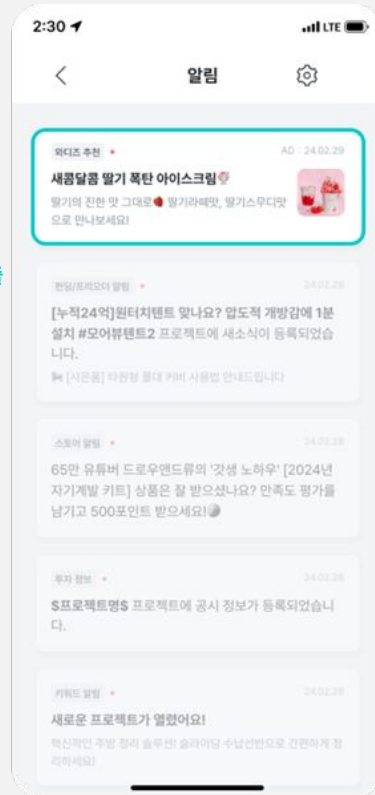 2:30
LTE
알림
와디즈 추천
AD · 24.02.29
새콤달콤 딸기 폭탄 아이스크림🍧
딸기의 진한 맛 그대로🍓 딸기라떼맛, 딸기스무디맛
으로 만나보세요!
펀딩/프리오더 알림
24.02.28
[누적24억]원터치텐트 맞나요? 압도적 개방감에 1분
설치 #모어뷰텐트2 프로젝트에 새소식이 등록되었습
니다.
[사은품] 타원형 폴대 커버 사용법 안내드립니다
스토어 알림
24.02.28
65만 유튜버 드로우앤드류의 '갓생 노하우' [2024년
자기계발 키트] 상품은 잘 받으셨나요? 만족도 평가를
남기고 500포인트 받으세요!
투자 정보
24.02.28
$프로젝트명$ 프로젝트에 공시 정보가 등록되었습니
다.
키워드 알림
24.02.28
새로운 프로젝트가 열렸어요!
혁신적인 주방 정리 솔루션! 슬라이딩 수납선반으로 간편하게 정
리하세요!